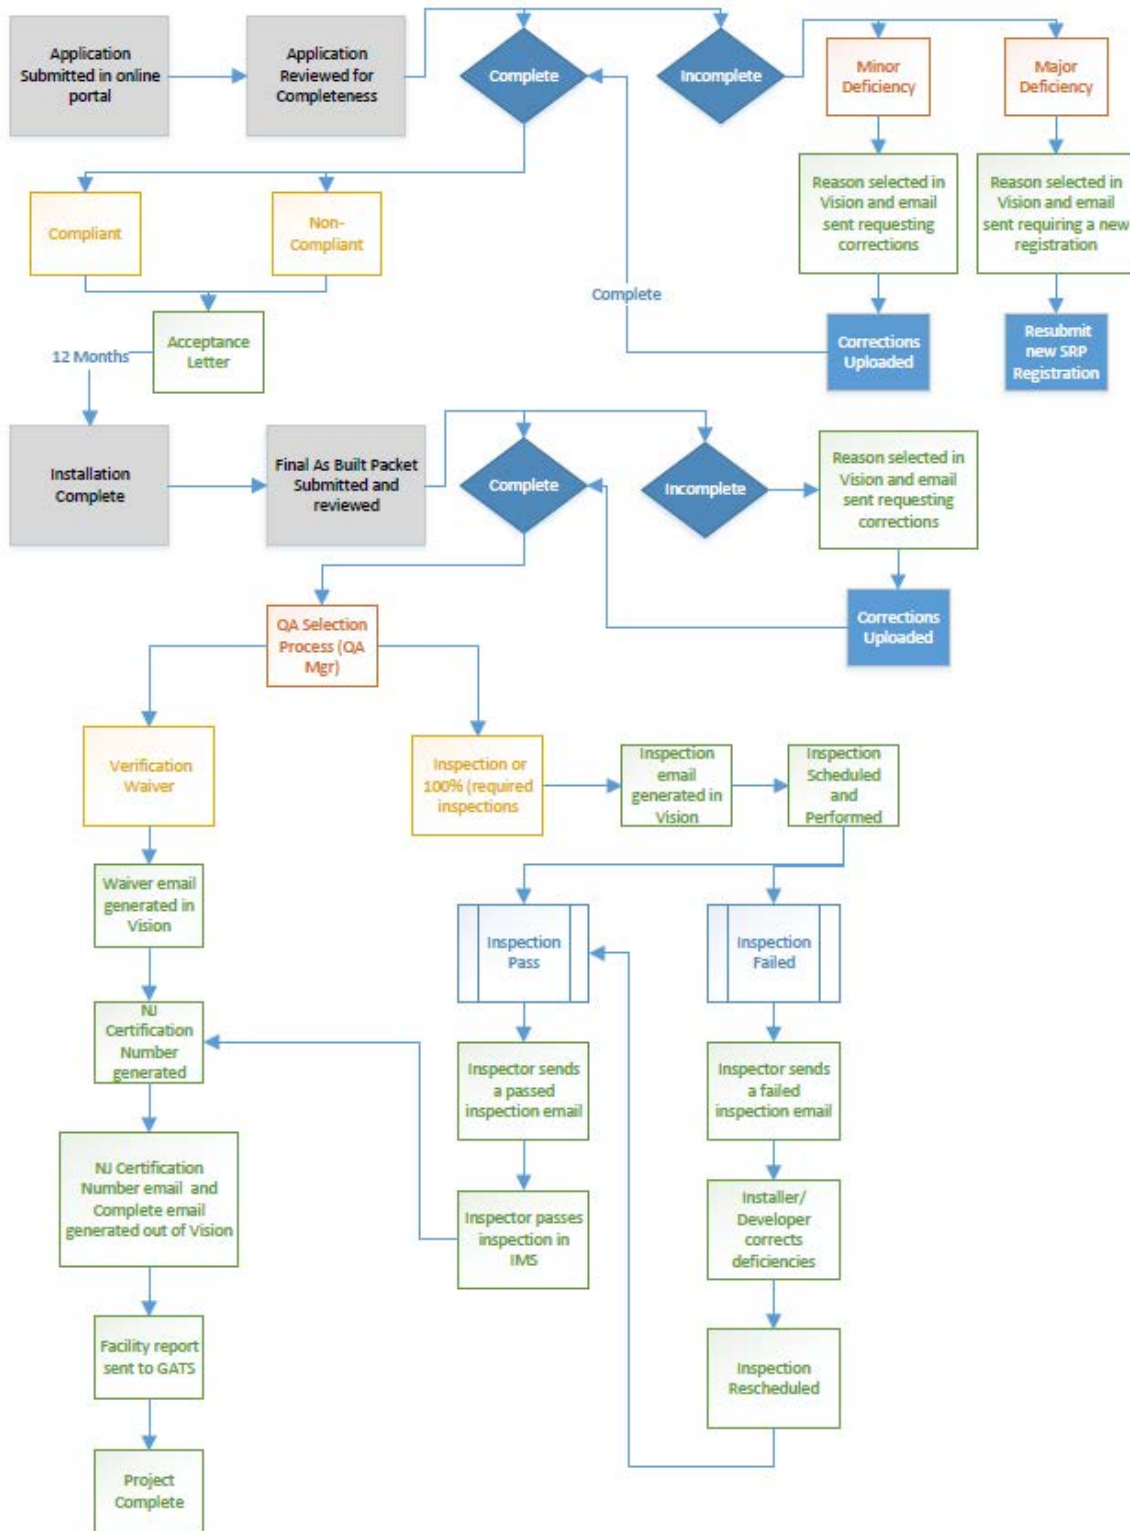 Application
Submitted in online
portal
Application
Reviewed for
Completeness
Complete
Incomplete
Minor
Deficiency
Major
Deficiency
Reason selected in
Vision and email
sent requesting
corrections
Reason selected in
Vision and email
sent requiring a new
registration
Compliant
Non-
Compliant
Complete
Corrections
Uploaded
Resubmit
new SRP
Registration
Acceptance
Letter
12 Months
Installation
Complete
Final As Built Packet
Submitted and
reviewed
Complete
Incomplete
Reason selected in
Vision and email
sent requesting
corrections
Corrections
Uploaded
QA Selection
Process (QA
Mgr)
Verification
Waiver
Inspection or
100% (required
inspections
Inspection
email
generated in
Vision
Inspection
Scheduled
and
Performed
Waiver email
generated in
Vision
Inspection
Pass
Inspection
Failed
NJ
Certification
Number
generated
Inspector sends
a passed
inspection email
Inspector sends
a failed
inspection email
NJ Certification
Number email and
Complete email
generated out of Vision
Inspector passes
inspection in
IMS
Installer/
Developer
corrects
deficiencies
Facility report
sent to GATS
Inspection
Rescheduled
Project
Complete